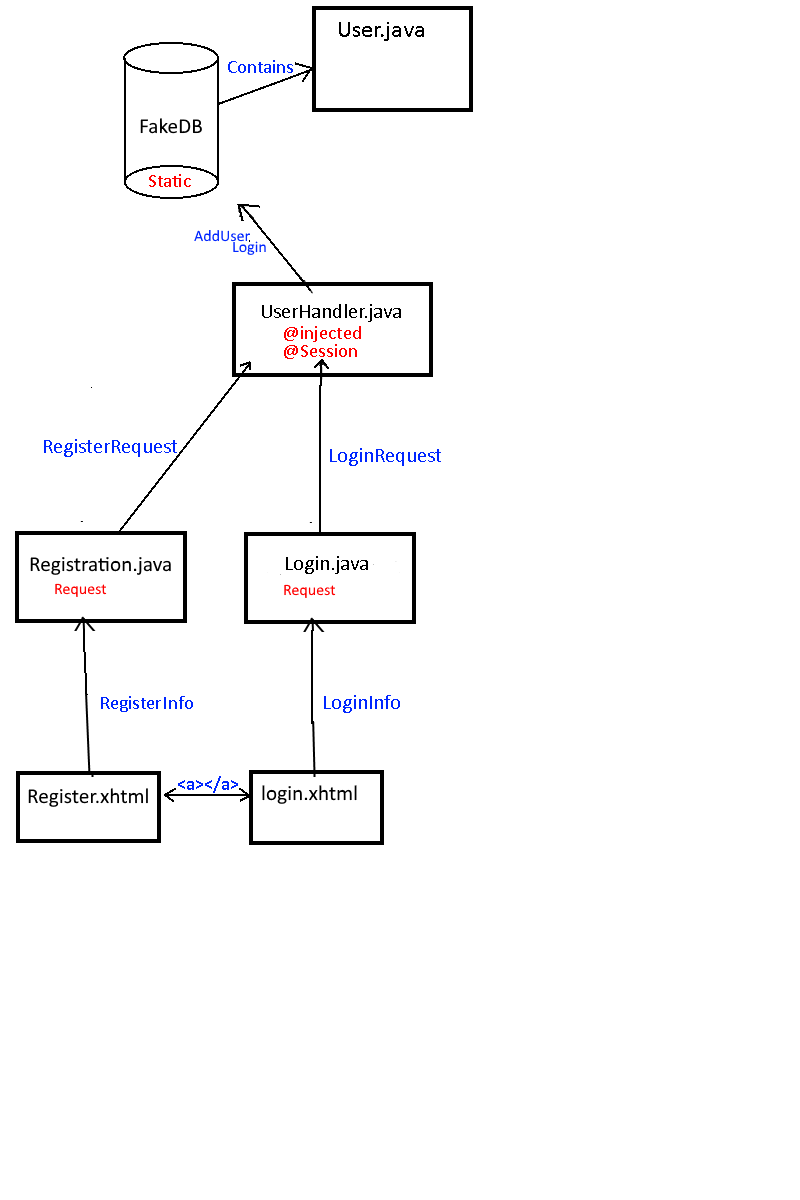 User.java
Contains
FakeDB
Static
AddUser
Login
UserHandler.java
@injected
@Session
RegisterRequest
LoginRequest
Registration.java
Request
Login.java
Request
RegisterInfo
LoginInfo
Register.xhtml
<a></a>
login.xhtml